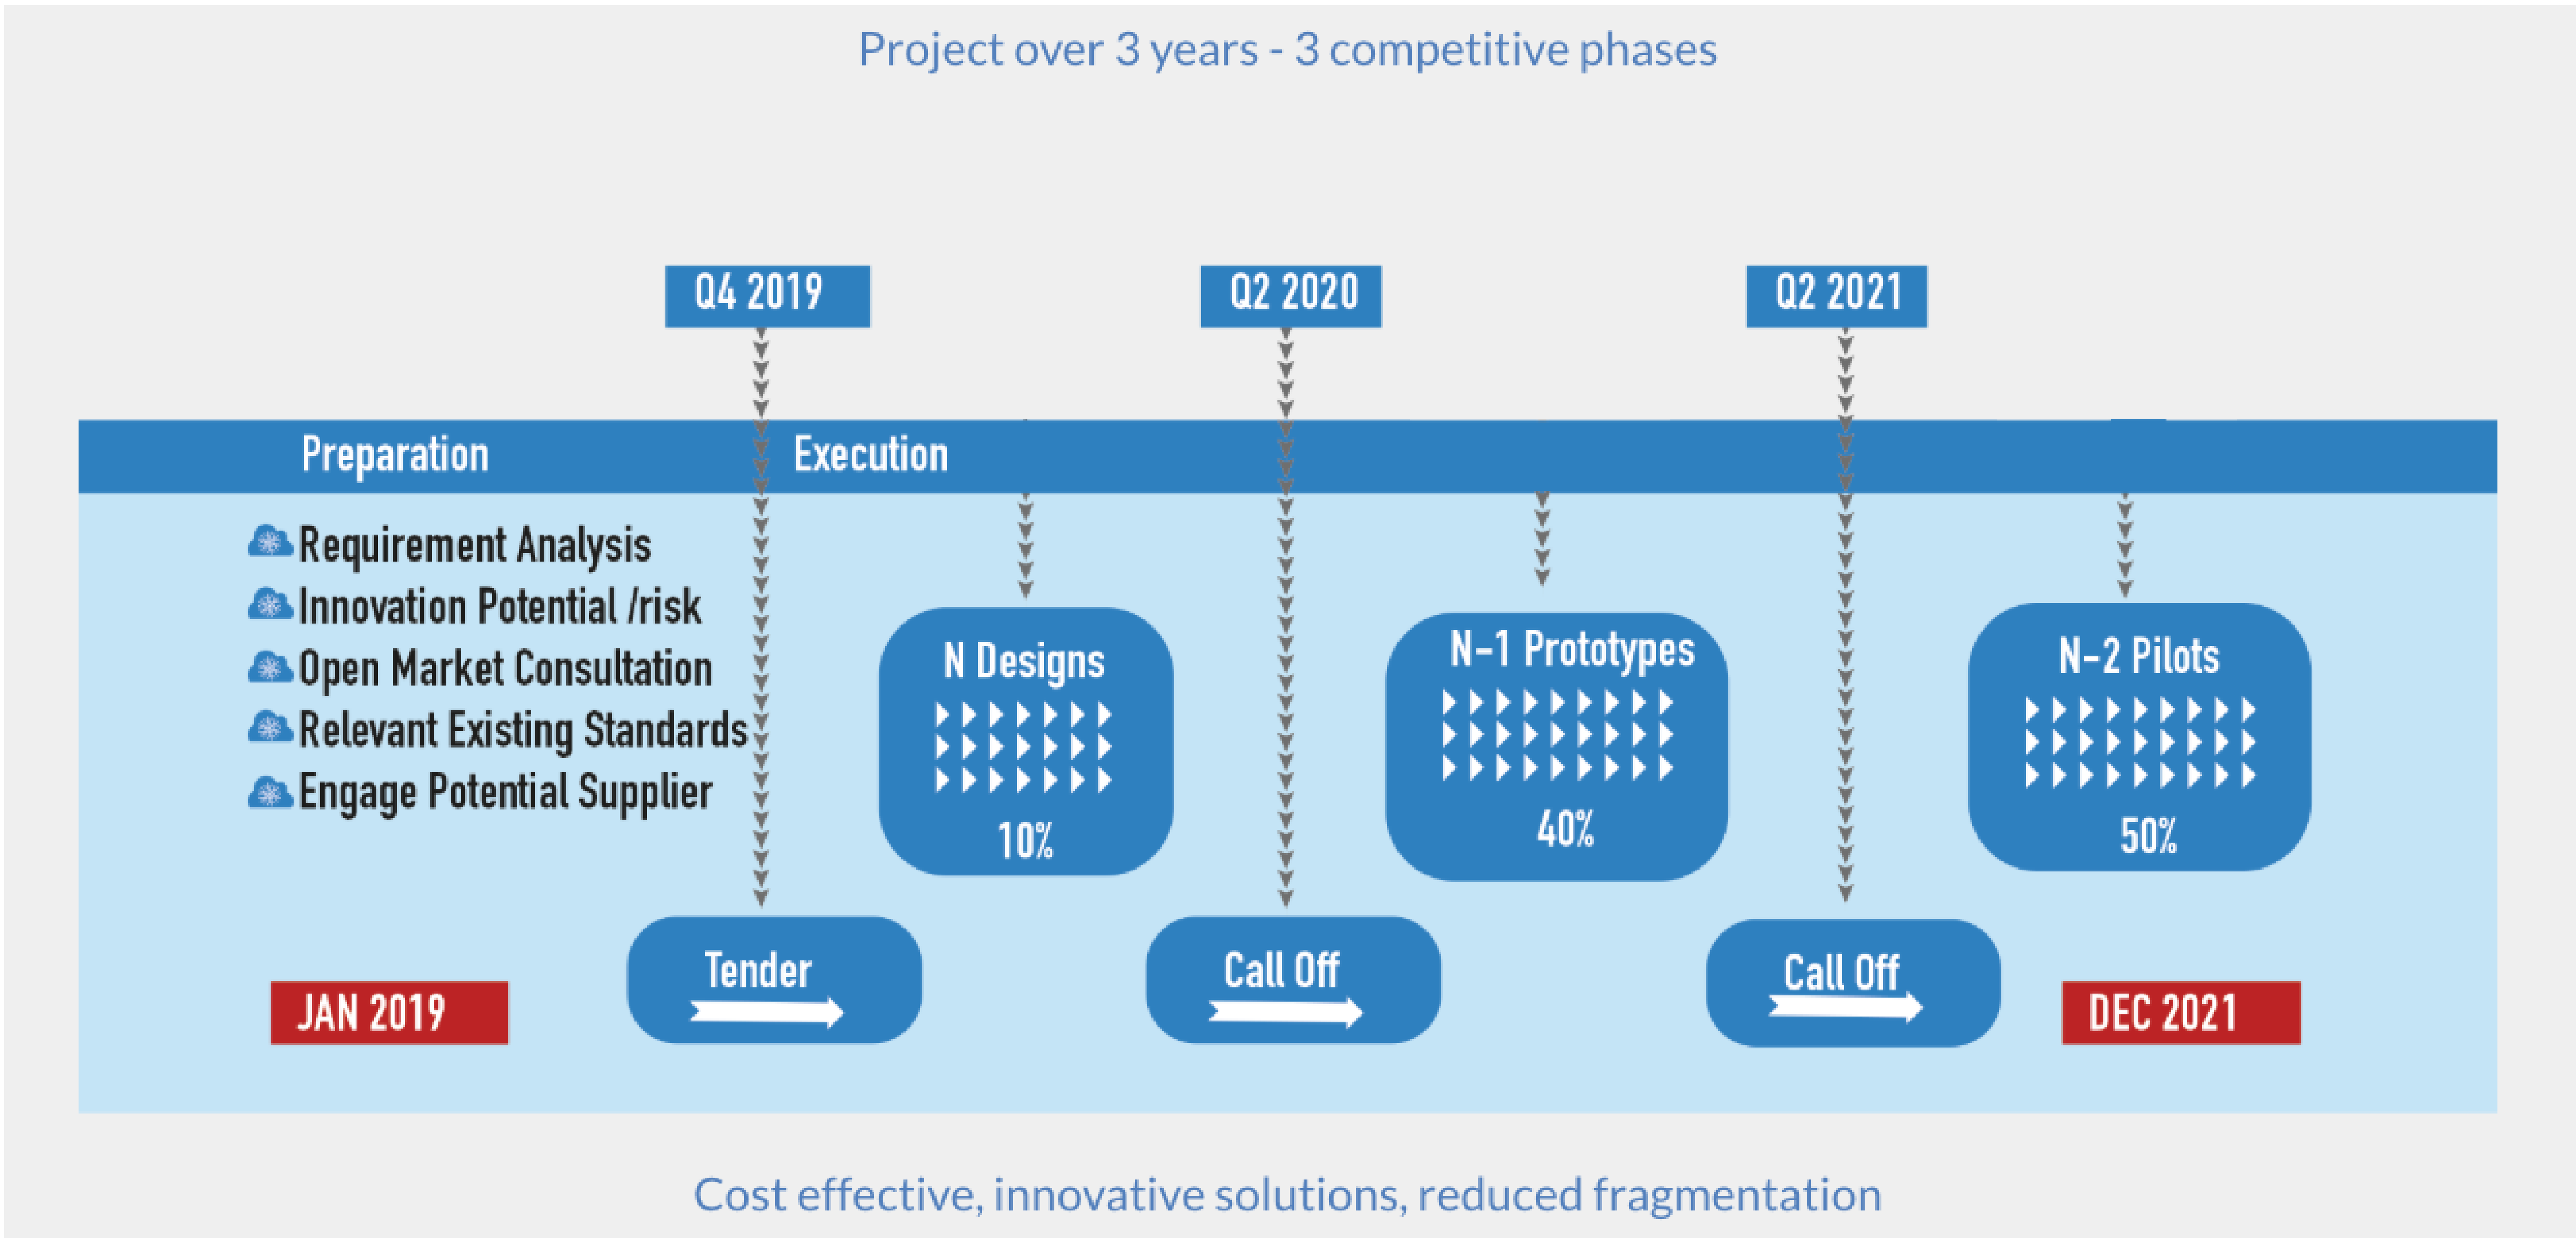 Project over 3 years - 3 competitive phases
Q4 2019
Q2 2020
Q2 2021
Preparation
Execution
Requirement Analysis
Innovation Potential /risk
Open Market Consultation
Relevant Existing Standards
Engage Potential Supplier
N Designs
10%
N-1 Prototypes
40%
N-2 Pilots
50%
JAN 2019
Tender
Call Off
Call Off
DEC 2021
Cost effective, innovative solutions, reduced fragmentation